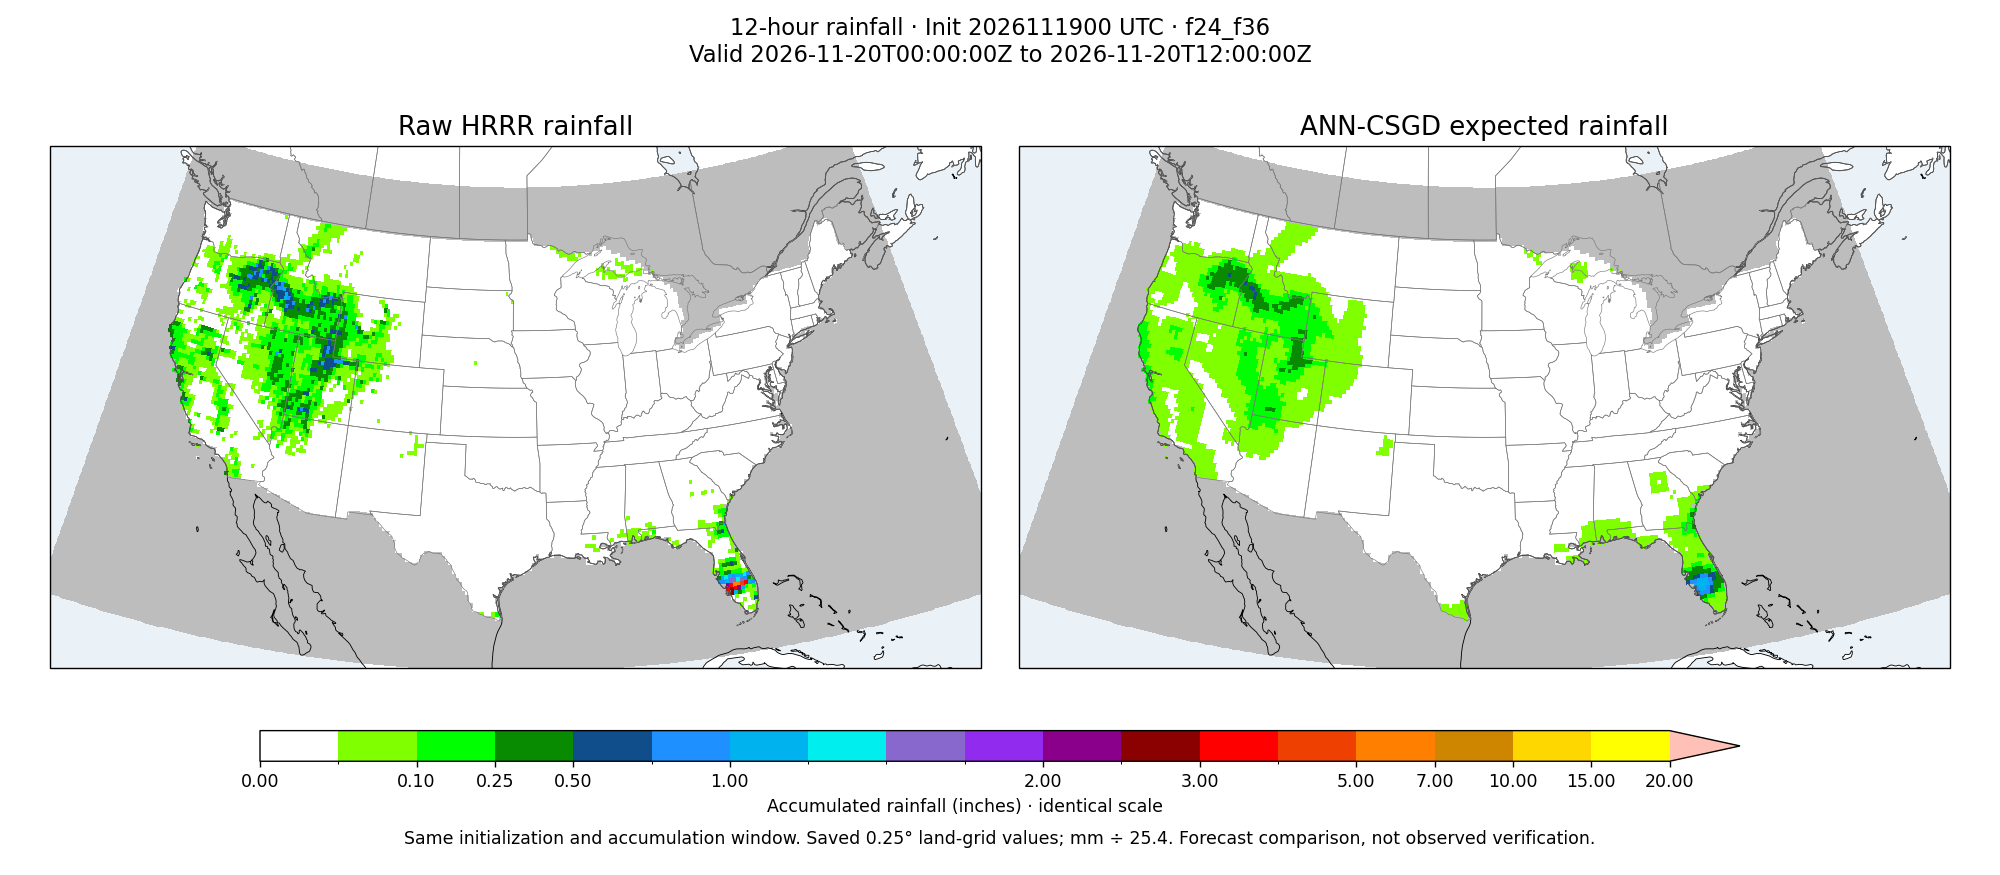 12-hour rainfall · Init 2026111900 UTC · f24_f36
Valid 2026-11-20T00:00:00Z to 2026-11-20T12:00:00Z
Raw HRRR rainfall
ANN-CSGD expected rainfall
0.00 0.10 0.25 0.50 1.00 2.00 3.00 5.00 7.00 10.00 15.00 20.00
Accumulated rainfall (inches) · identical scale
Same initialization and accumulation window. Saved 0.25° land-grid values; mm ÷ 25.4. Forecast comparison, not observed verification.